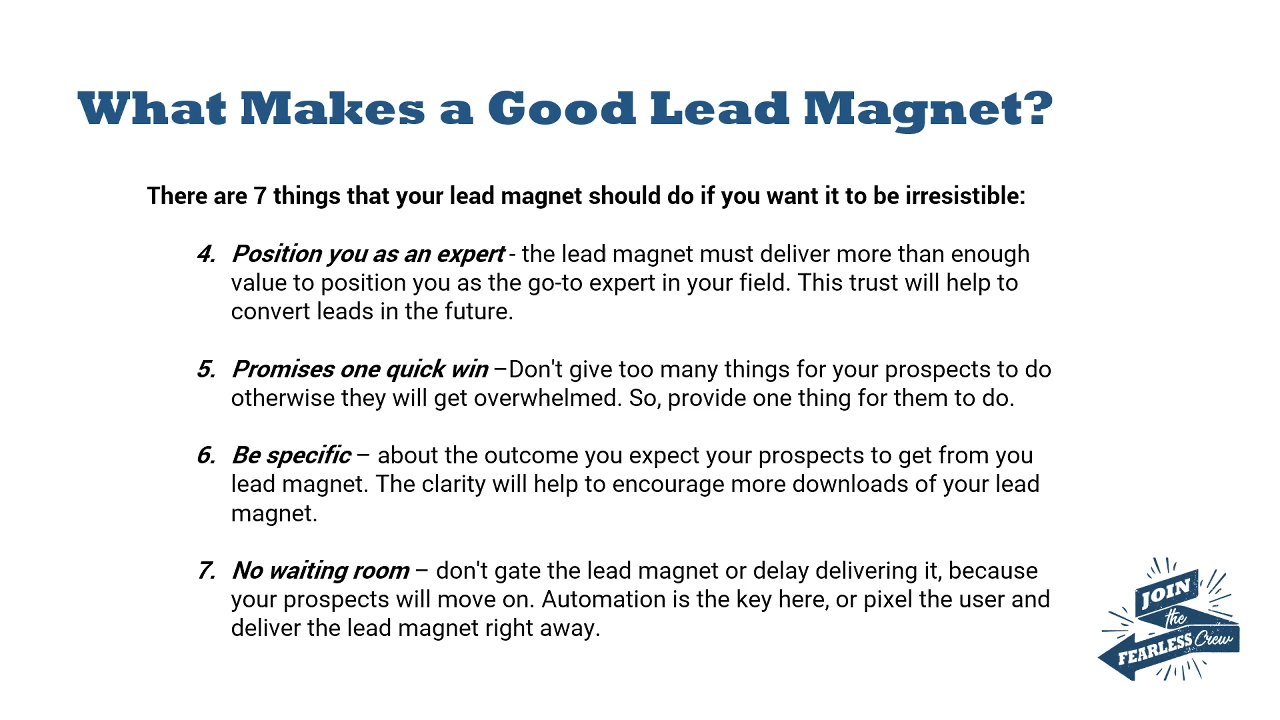 What Makes a Good Lead Magnet?
There are 7 things that your lead magnet should do if you want it to be irresistible:
4. Position you as an expert - the lead magnet must deliver more than enough
value to position you as the go-to expert in your field. This trust will help to
convert leads in the future.
5. Promises one quick win –Don't give too many things for your prospects to do
otherwise they will get overwhelmed. So, provide one thing for them to do.
6. Be specific – about the outcome you expect your prospects to get from you
lead magnet. The clarity will help to encourage more downloads of your lead
magnet.
7. No waiting room – don't gate the lead magnet or delay delivering it, because
your prospects will move on. Automation is the key here, or pixel the user and
deliver the lead magnet right away.
JOIN
the
FEARLESS Crew